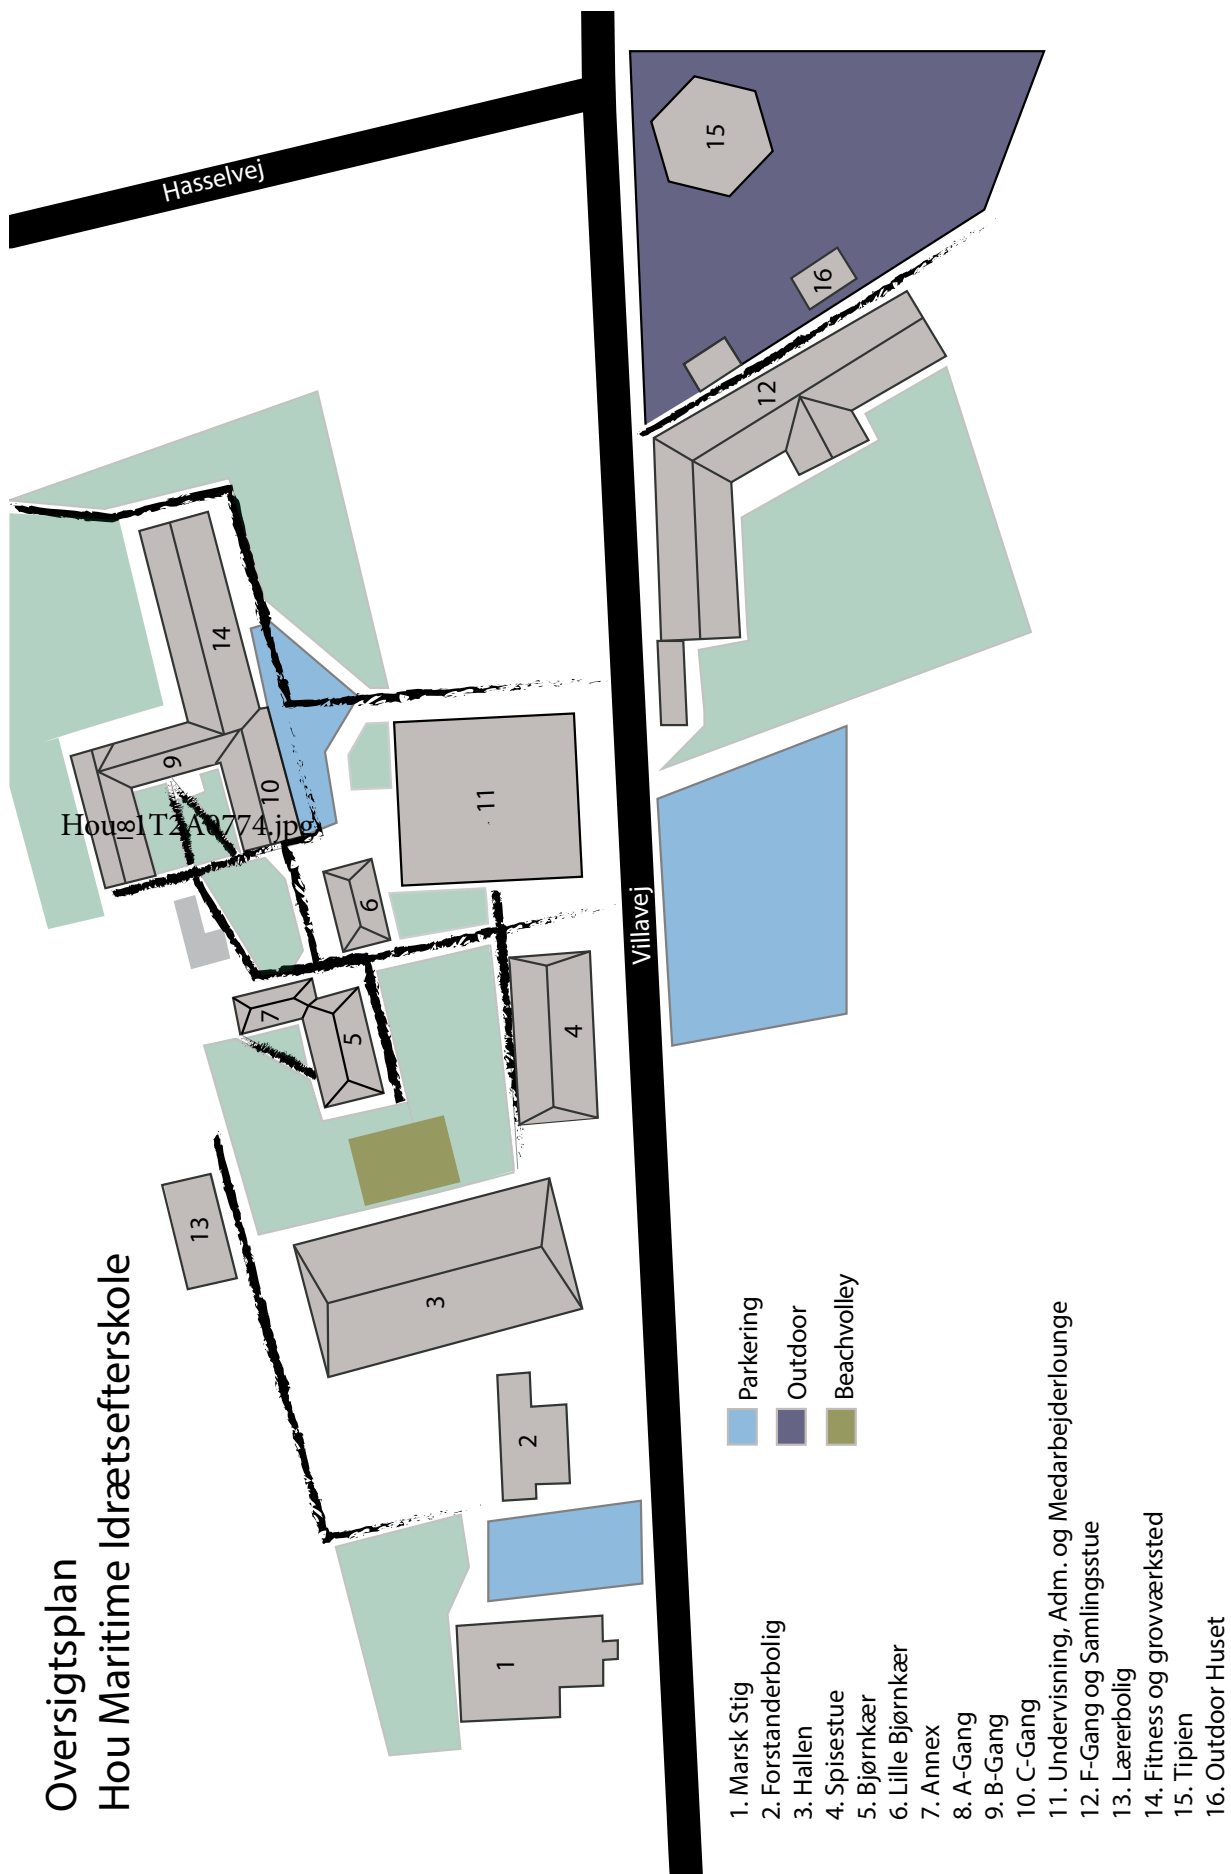 Oversigtsplan
Hou Maritime Idrætsefterskole
Hasselvej
Villavej
Hou_1T2A0774.jpg
1
2
3
4
5
6
7
8
9
10
11
12
13
14
15
16
Parkering
Outdoor
Beachvolley
1. Marsk Stig
2. Forstanderbolig
3. Hallen
4. Spisestue
5. Bjørnkær
6. Lille Bjørnkær
7. Annex
8. A-Gang
9. B-Gang
10. C-Gang
11. Undervisning, Adm. og Medarbejderlounge
12. F-Gang og Samlingsstue
13. Lærerbolig
14. Fitness og grovværksted
15. Tipien
16. Outdoor Huset